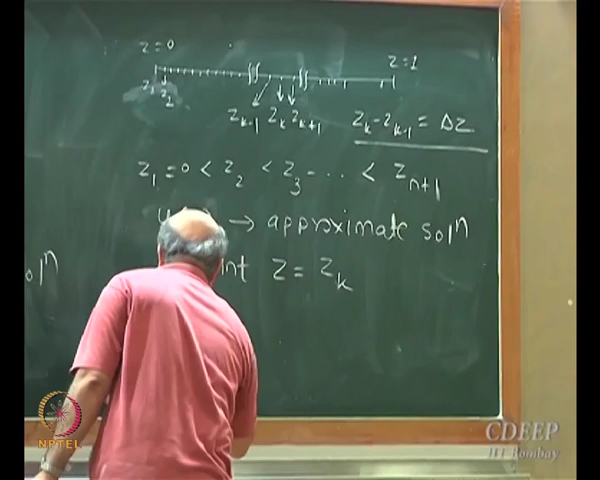 z=0
z=1
z₁ z₂
z_{k-1} z_k z_{k+1} z_k - z_{k-1} = Δz
z₁ = 0 < z₂ < z₃ ---- < z_{n+1}
→ approximate solⁿ
z = z_k
olⁿ
NPTEL
CDEEP
IIT Bombay